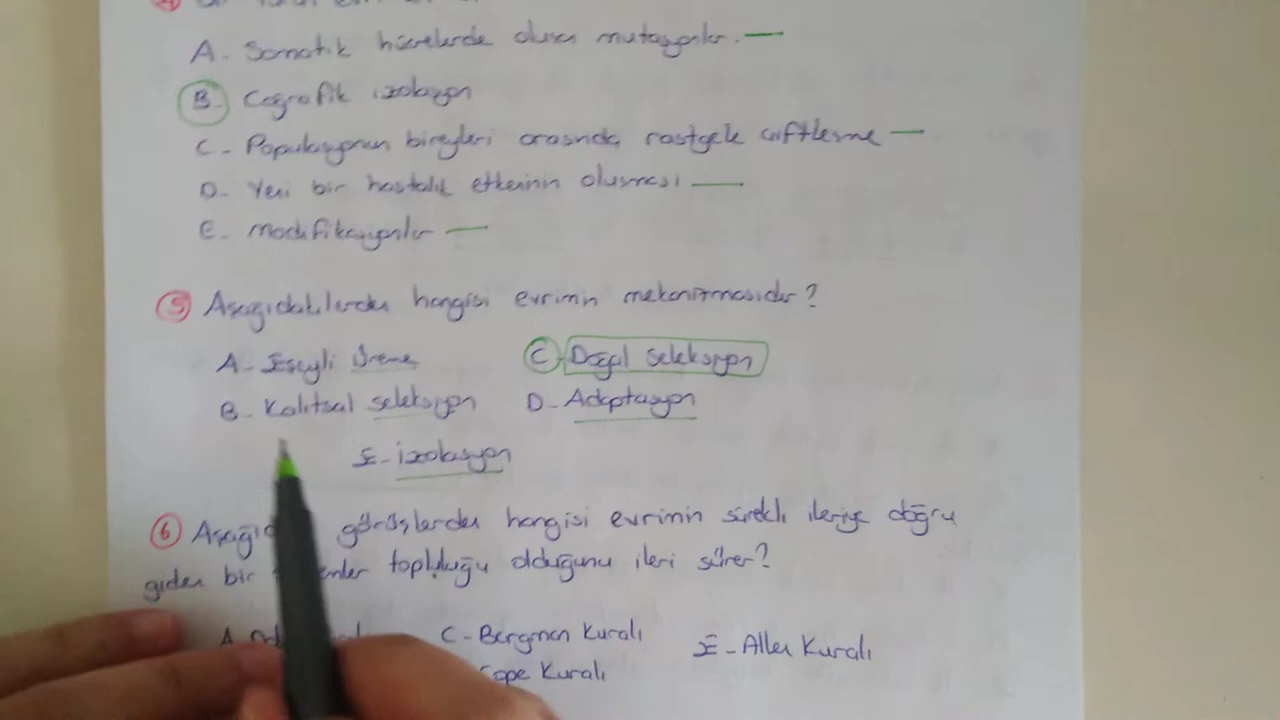 A. Somatik hücrelerde oluşan mutasyonlar.
B. Coğrafik izolasyon
C - Populasyonun bireyleri arasında rastgele çiftleşme
D. Yeni bir hastalık etkeninin oluşması
E. Modifikasyonlar
5 Aşağıdakilerden hangisi evrimin mekanizmasıdır?
A - Eşeyli üreme
C Doğal seleksiyon
B - Kalıtsal seleksiyon
D - Adaptasyon
E - izolasyon
6 görüşlerden hangisi evrimin sürekli ileriye doğru
giden bir topluluğu olduğunu ileri sürer?
A
C - Bergman Kuralı
E - Allen Kuralı
Cope Kuralı